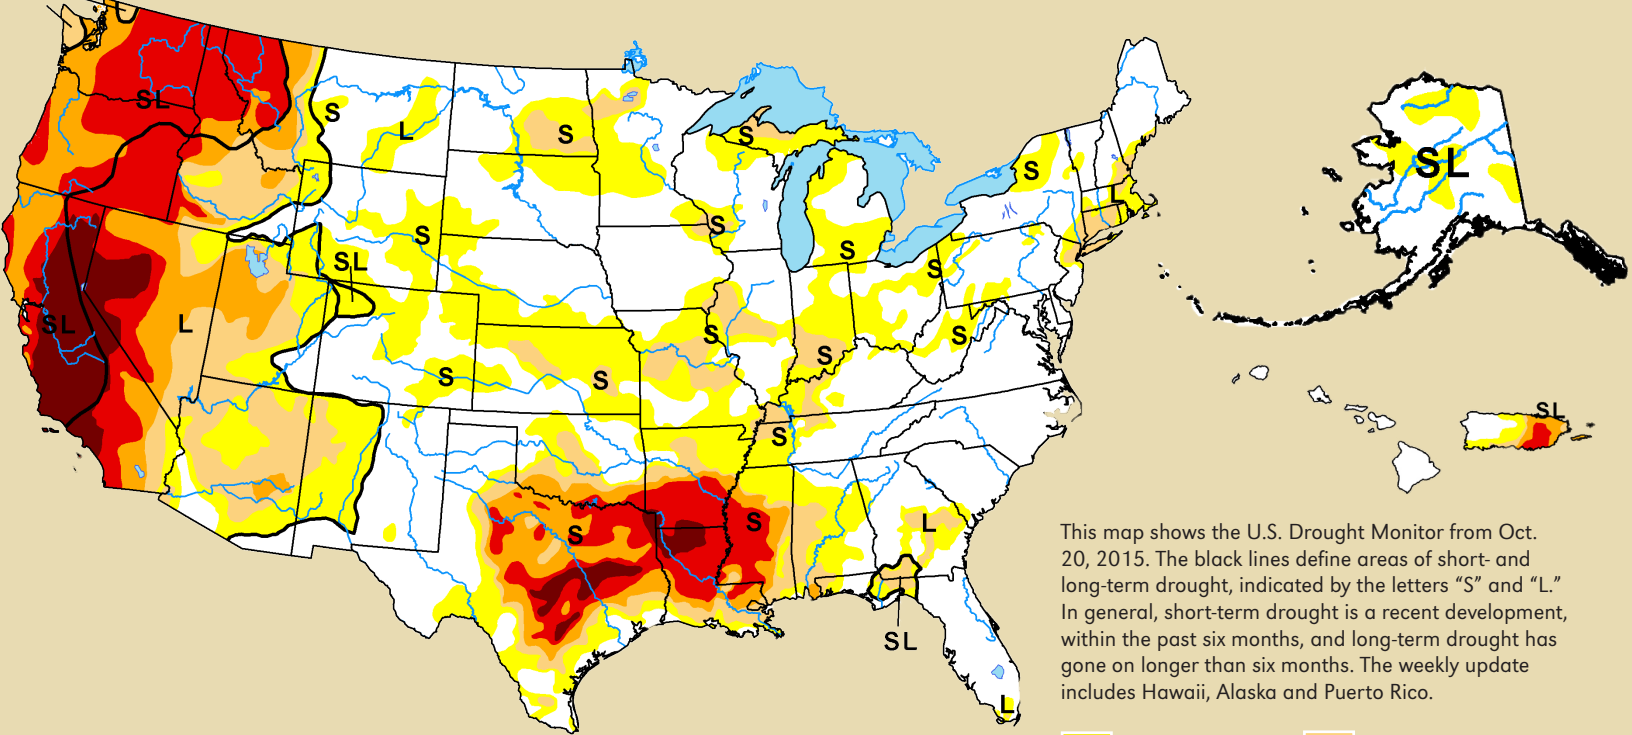 SL
S
L
S
S
S
L
SL
S
S
S
S
S
SL
SL
L
S
S
S
S
S
S
SL
S
S
L
SL
L
This map shows the U.S. Drought Monitor from Oct.
20, 2015. The black lines define areas of short- and
long-term drought, indicated by the letters “S” and “L.”
In general, short-term drought is a recent development,
within the past six months, and long-term drought has
gone on longer than six months. The weekly update
includes Hawaii, Alaska and Puerto Rico.